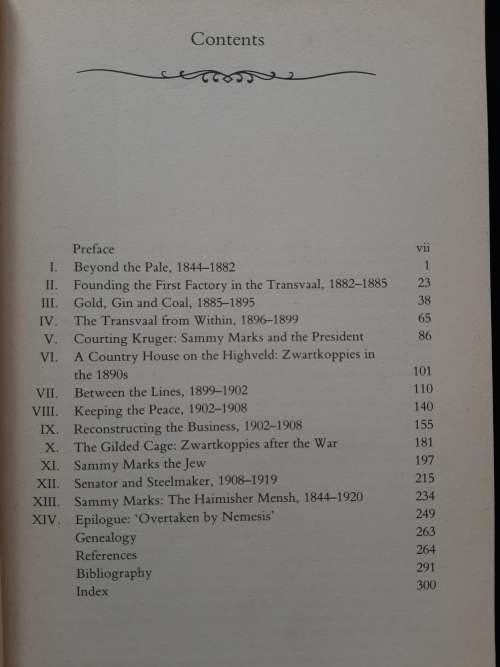 Contents
Preface vii
I. Beyond the Pale, 1844–1882 1
II. Founding the First Factory in the Transvaal, 1882–1885 23
III. Gold, Gin and Coal, 1885–1895 38
IV. The Transvaal from Within, 1896–1899 65
V. Courting Kruger: Sammy Marks and the President 86
VI. A Country House on the Highveld: Zwartkoppies in
the 1890s 101
VII. Between the Lines, 1899–1902 110
VIII. Keeping the Peace, 1902–1908 140
IX. Reconstructing the Business, 1902–1908 155
X. The Gilded Cage: Zwartkoppies after the War 181
XI. Sammy Marks the Jew 197
XII. Senator and Steelmaker, 1908–1919 215
XIII. Sammy Marks: The Haimisher Mensh, 1844–1920 234
XIV. Epilogue: ‘Overtaken by Nemesis’ 249
Genealogy 263
References 264
Bibliography 291
Index 300